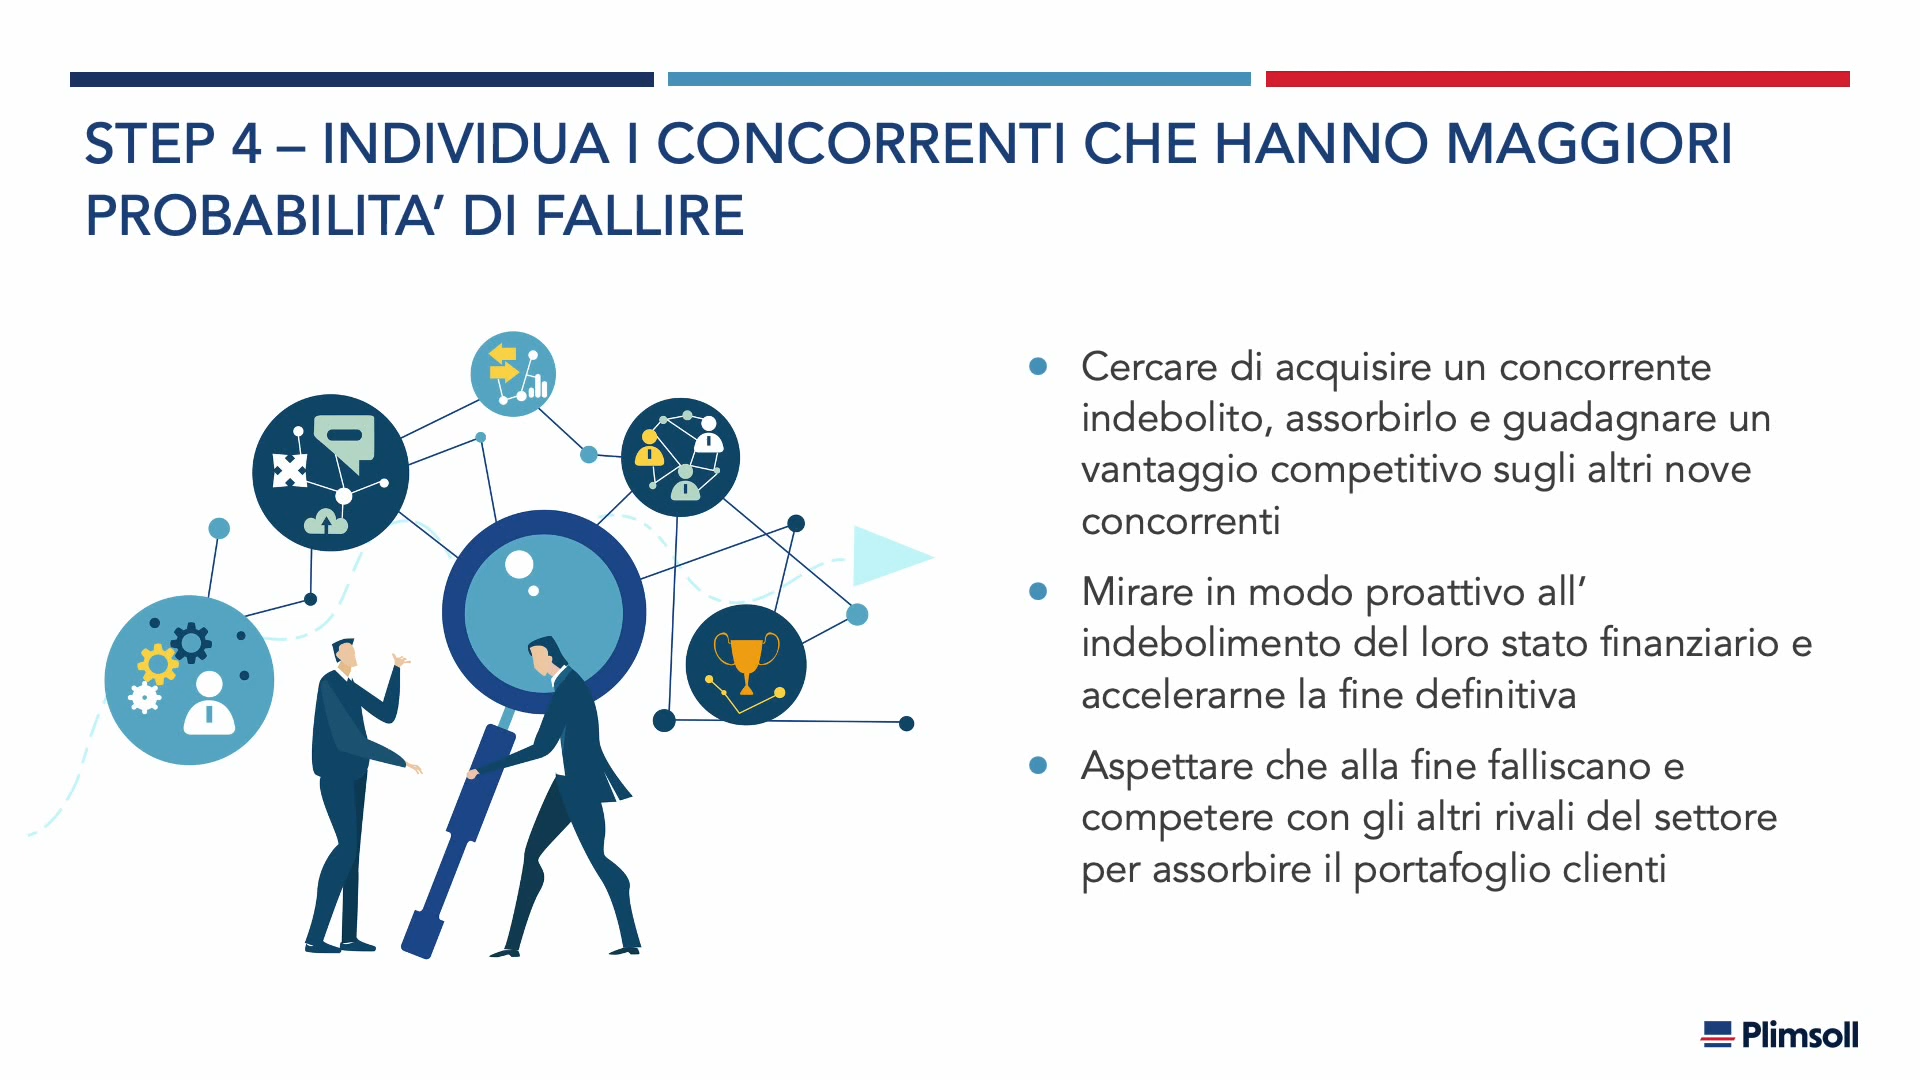 STEP 4 – INDIVIDUA I CONCORRENTI CHE HANNO MAGGIORI
PROBABILITA’ DI FALLIRE
Cercare di acquisire un concorrente
indebolito, assorbirlo e guadagnare un
vantaggio competitivo sugli altri nove
concorrenti
Mirare in modo proattivo all’
indebolimento del loro stato finanziario e
accelerarne la fine definitiva
Aspettare che alla fine falliscano e
competere con gli altri rivali del settore
per assorbire il portafoglio clienti
Plimsoll